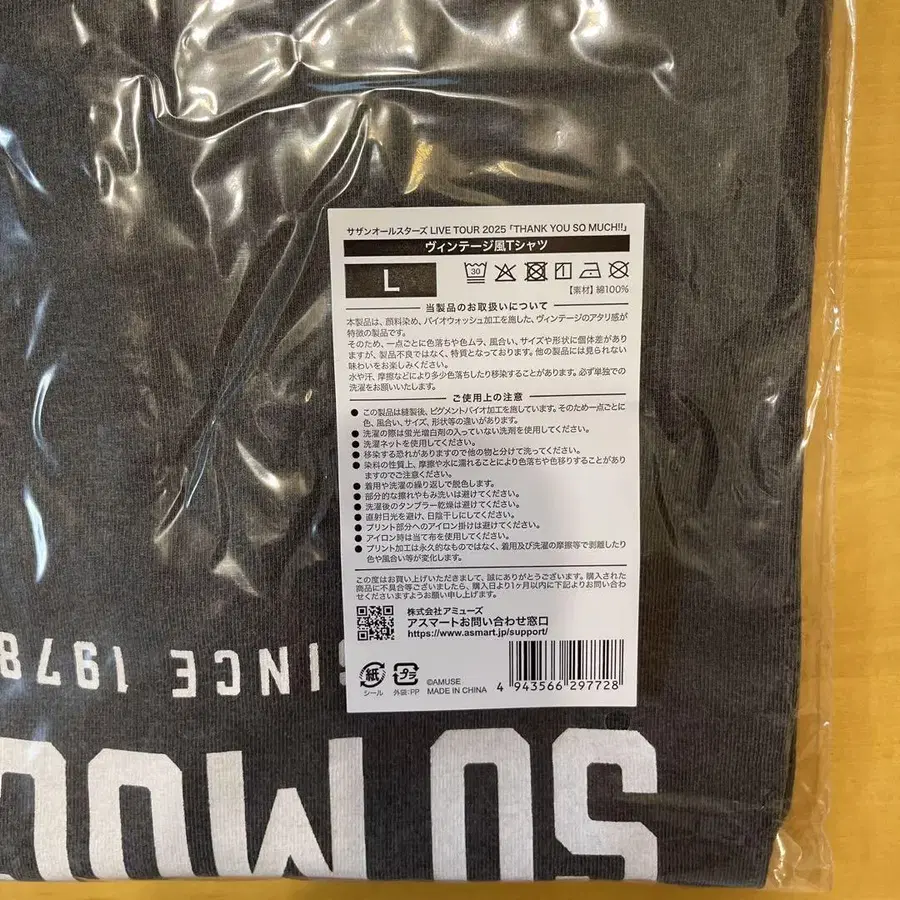 サザンオールスターズ LIVE TOUR 2025「THANK YOU SO MUCH!!」
ヴィンテージ風Tシャツ
L
30
【素材】綿100%
当製品のお取扱いについて
本製品は、顔料染め、バイオウォッシュ加工を施した、ヴィンテージのアタリ感が
特徴の製品です。
そのため、一点ごとに色落ちや色ムラ、風合い、サイズや形状に個体差があり
ますが、製品不良ではなく、特質となっております。他の製品には見られない
味わいをお楽しみください。
水や汗、摩擦などにより多少色落ちしたり移染することがあります。必ず単独での
洗濯をお願いいたします。
ご使用上の注意
● この製品は縫製後、ピグメントバイオ加工を施しています。そのため一点ごとに
色、風合い、サイズ、形状等の違いがあります。
● 洗濯の際は蛍光増白剤の入っていない洗剤を使用してください。
● 洗濯ネットを使用してください。
● 移染する恐れがありますので他の物と分けて洗ってください。
● 染料の性質上、摩擦や水に濡れることにより色落ちや色移りすることがあり
ますのでご注意ください。
● 着用や洗濯の繰り返しで脱色します。
● 部分的な擦れやもみ洗いは避けてください。
● 洗濯後のタンブラー乾燥は避けてください。
● 直射日光を避け、日陰干しにしてください。
● プリント部分へのアイロン掛けは避けてください。
● アイロン時は当て布を使用してください。
● プリント加工は永久的なものではなく、着用及び洗濯の摩擦等で剥離したり
色や風合い等が変化します。
この度はお買い上げいただきまして、誠にありがとうございます。購入された
商品に不具合等ございましたら、購入日より1ヶ月以内に下記よりお問い合わ
せくださいますようお願い申し上げます。
株式会社アミューズ
アスマートお問い合わせ窓口
https://www.asmart.jp/support/
紙
シール
プラ
外袋:PP
©AMUSE
MADE IN CHINA
4 943566 297728
SINCE 1978
SO MUC